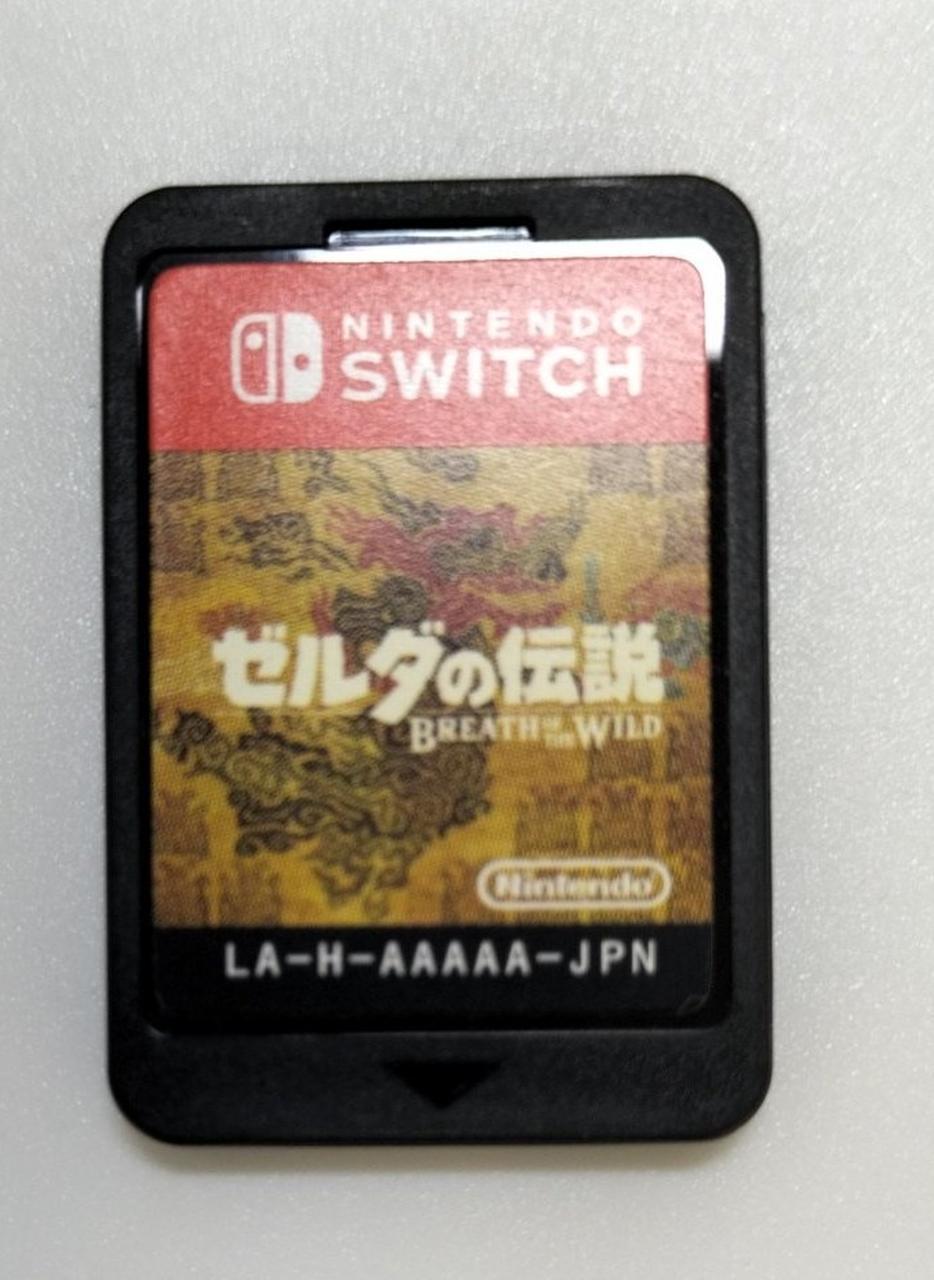 NINTENDO
SWITCH
ゼルダの伝説
BREATH OF THE WILD
Nintendo
LA-H-AAAAA-JPN